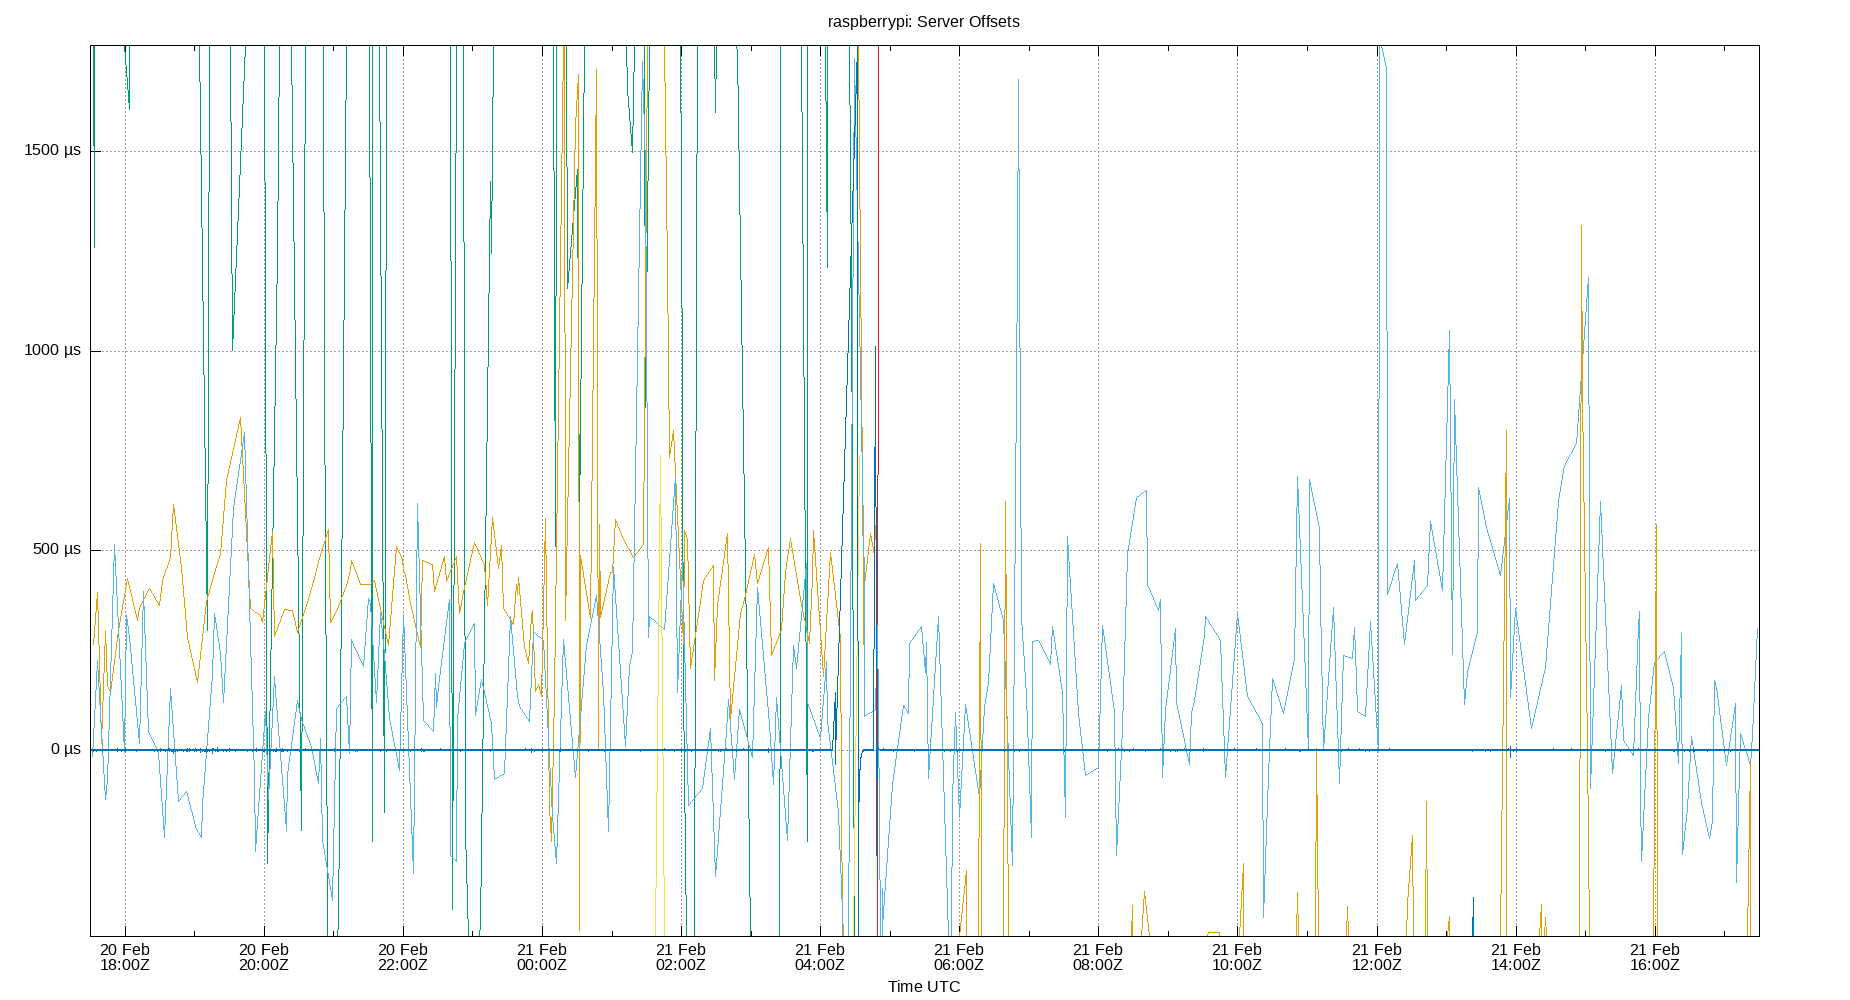 raspberrypi: Server Offsets
1500 µs
1000 µs
500 µs
0 µs
20 Feb
18:00Z
20 Feb
20:00Z
20 Feb
22:00Z
21 Feb
00:00Z
21 Feb
02:00Z
21 Feb
04:00Z
21 Feb
06:00Z
21 Feb
08:00Z
21 Feb
10:00Z
21 Feb
12:00Z
21 Feb
14:00Z
21 Feb
16:00Z
Time UTC